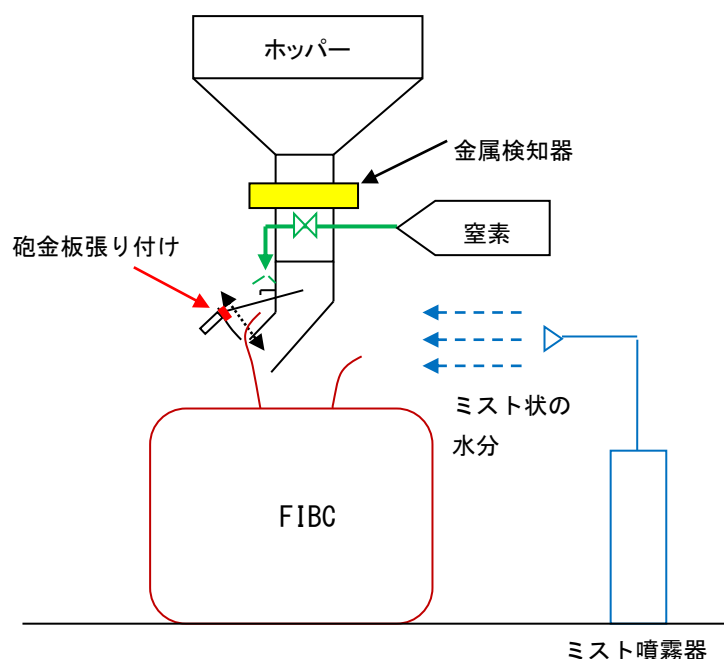 ホッパー
金属検知器
窒素
砲金板張り付け
ミスト状の
水分
FIBC
ミスト噴霧器